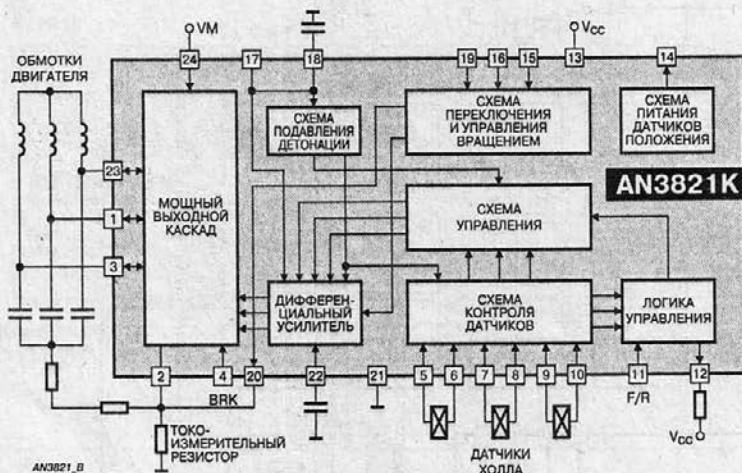 VM
VCC
ОБМОТКИ
ДВИГАТЕЛЯ
24
17
18
19
16
15
13
14
СХЕМА
ПОДАВЛЕНИЯ
ДЕТОНАЦИИ
СХЕМА
ПЕРЕКЛЮЧЕНИЯ
И УПРАВЛЕНИЯ
ВРАЩЕНИЕМ
СХЕМА
ПИТАНИЯ
ДАТЧИКОВ
ПОЛОЖЕНИЯ
AN3821K
23
1
3
МОЩНЫЙ
ВЫХОДНОЙ
КАСКАД
СХЕМА
УПРАВЛЕНИЯ
ДИФФЕРЕН-
ЦИАЛЬНЫЙ
УСИЛИТЕЛЬ
СХЕМА
КОНТРОЛЯ
ДАТЧИКОВ
ЛОГИКА
УПРАВЛЕНИЯ
2
4
20
22
21
5
6
7
8
9
10
11
12
BRK
F/R
ТОКО-
ИЗМЕРИТЕЛЬНЫЙ
РЕЗИСТОР
ДАТЧИКИ
ХОЛЛА
VCC
AN3821_B